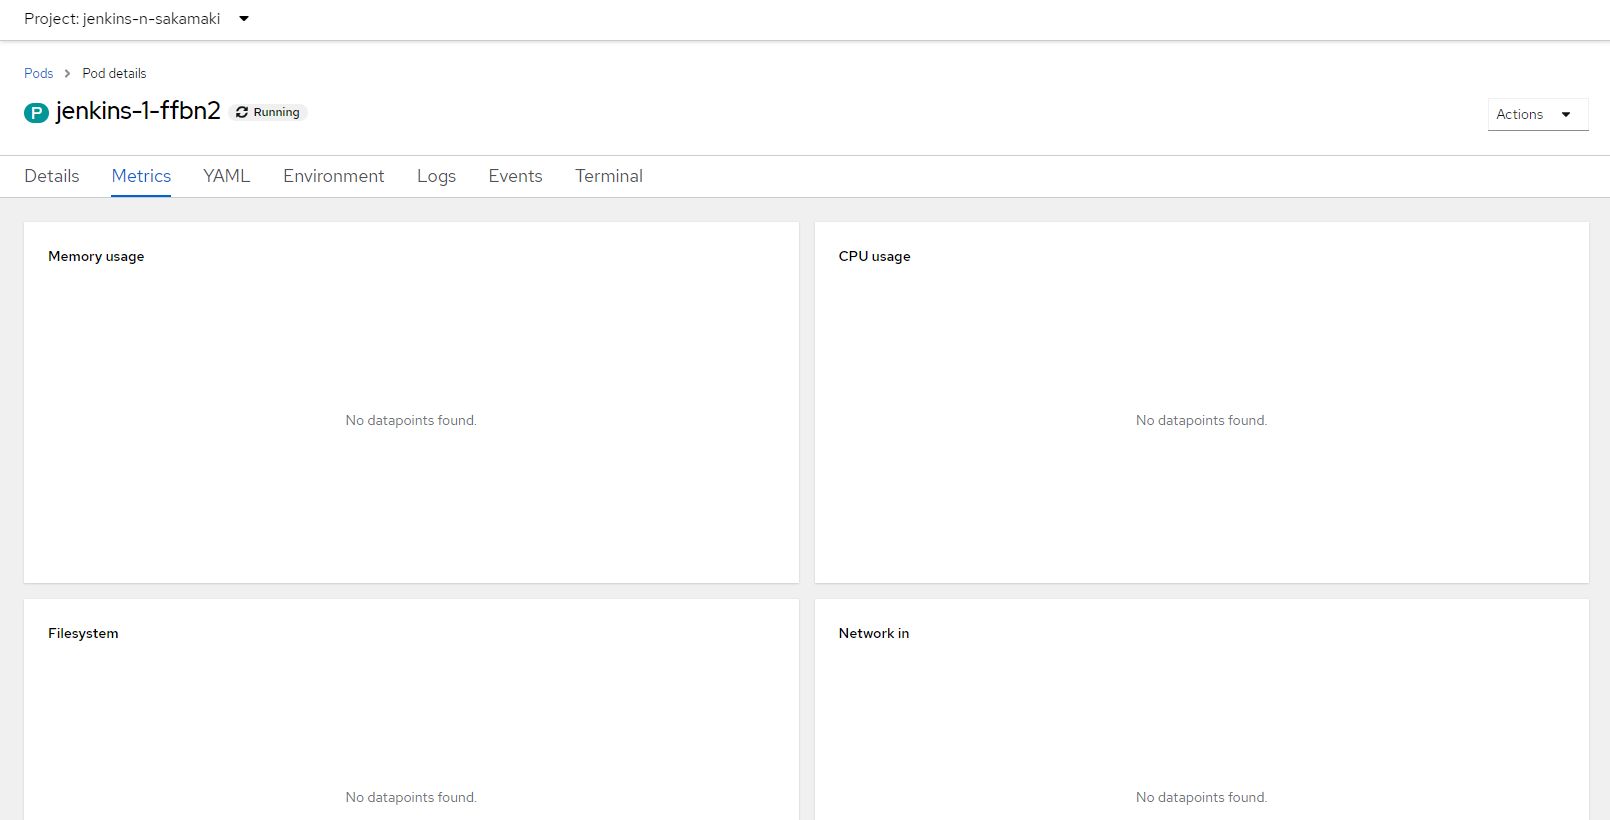 Project: jenkins-n-sakamaki
Pods > Pod details
P jenkins-1-ffbn2 Running
Actions
Details Metrics YAML Environment Logs Events Terminal
Memory usage
No datapoints found.
CPU usage
No datapoints found.
Filesystem
No datapoints found.
Network in
No datapoints found.